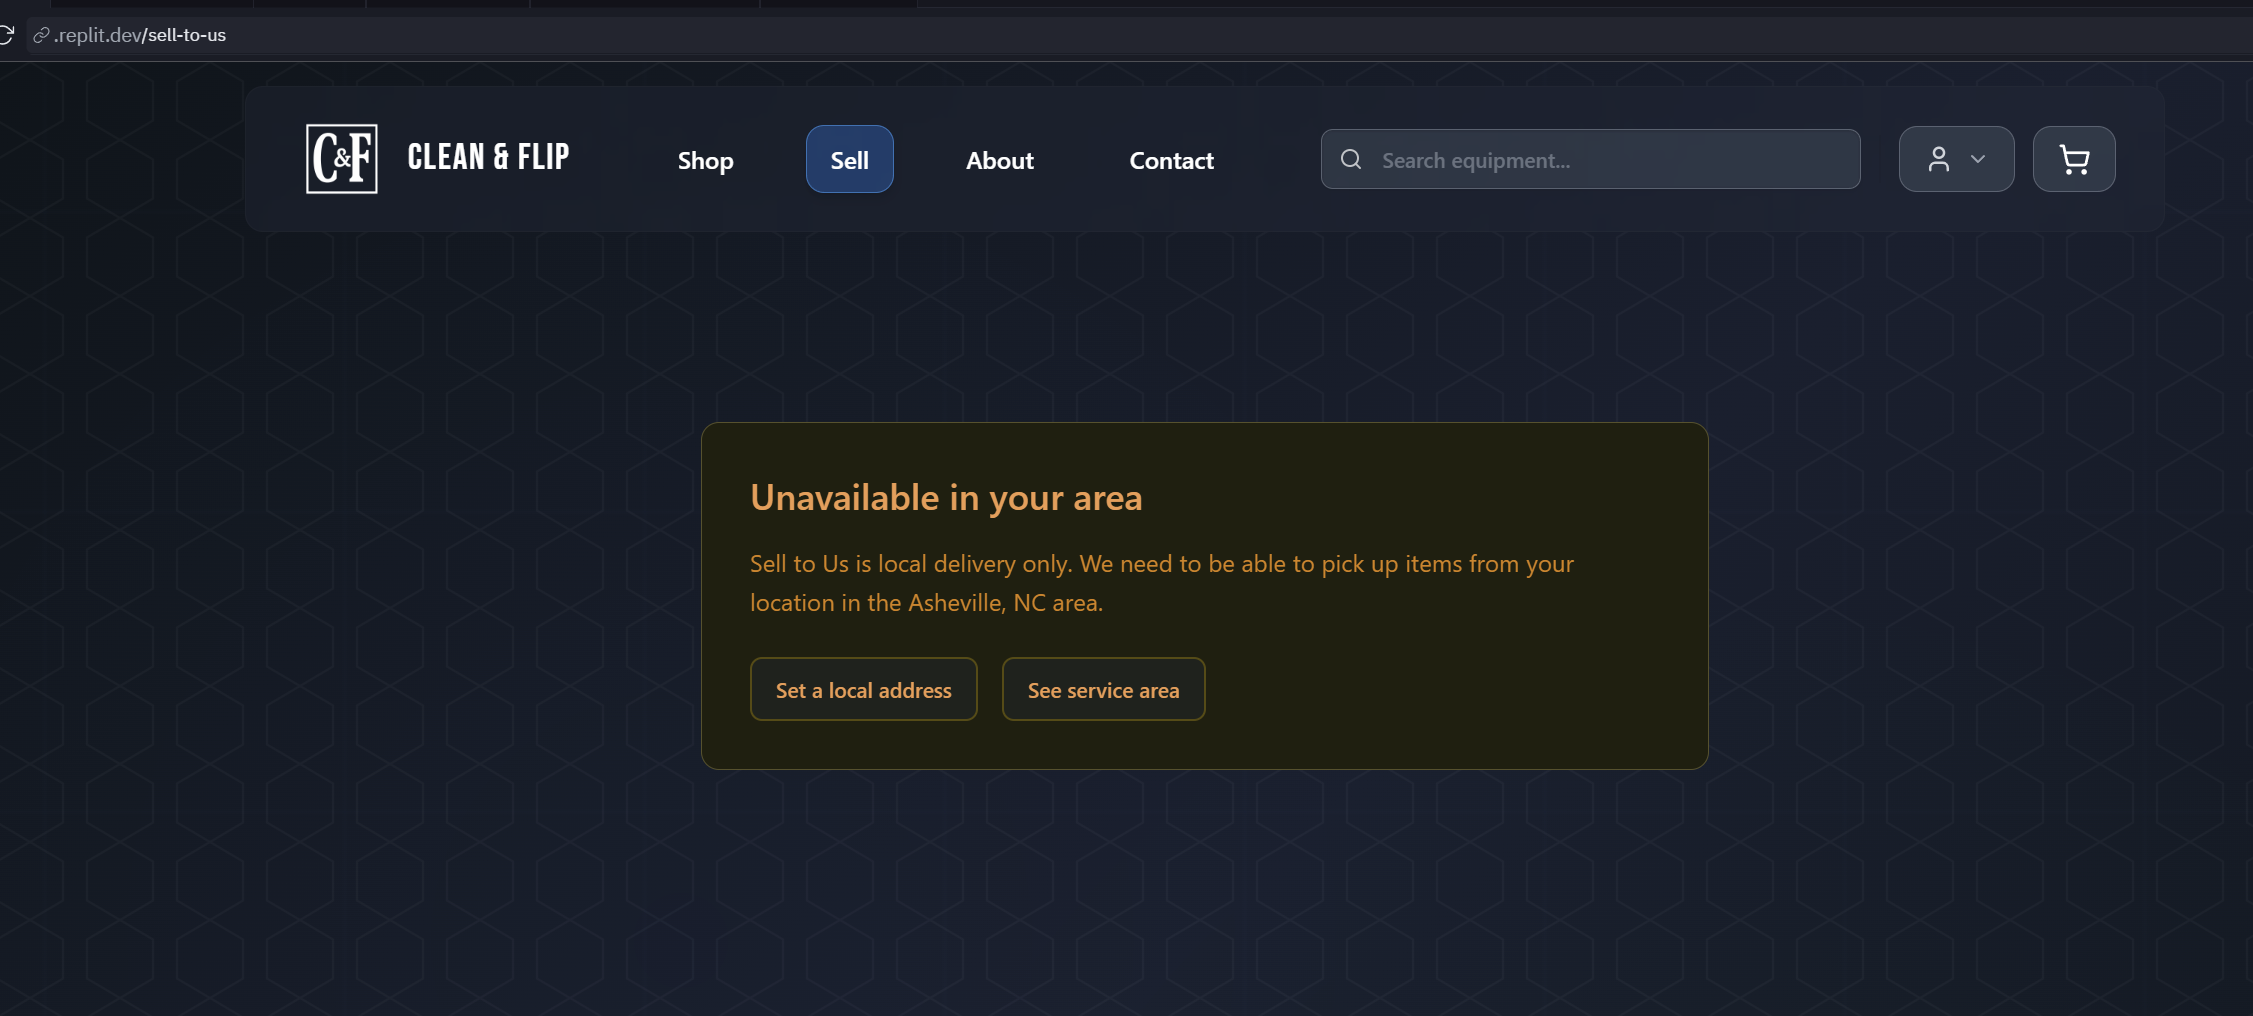 .replit.dev/sell-to-us
C&F
CLEAN & FLIP
Shop
Sell
About
Contact
Search equipment...
Unavailable in your area
Sell to Us is local delivery only. We need to be able to pick up items from your
location in the Asheville, NC area.
Set a local address
See service area